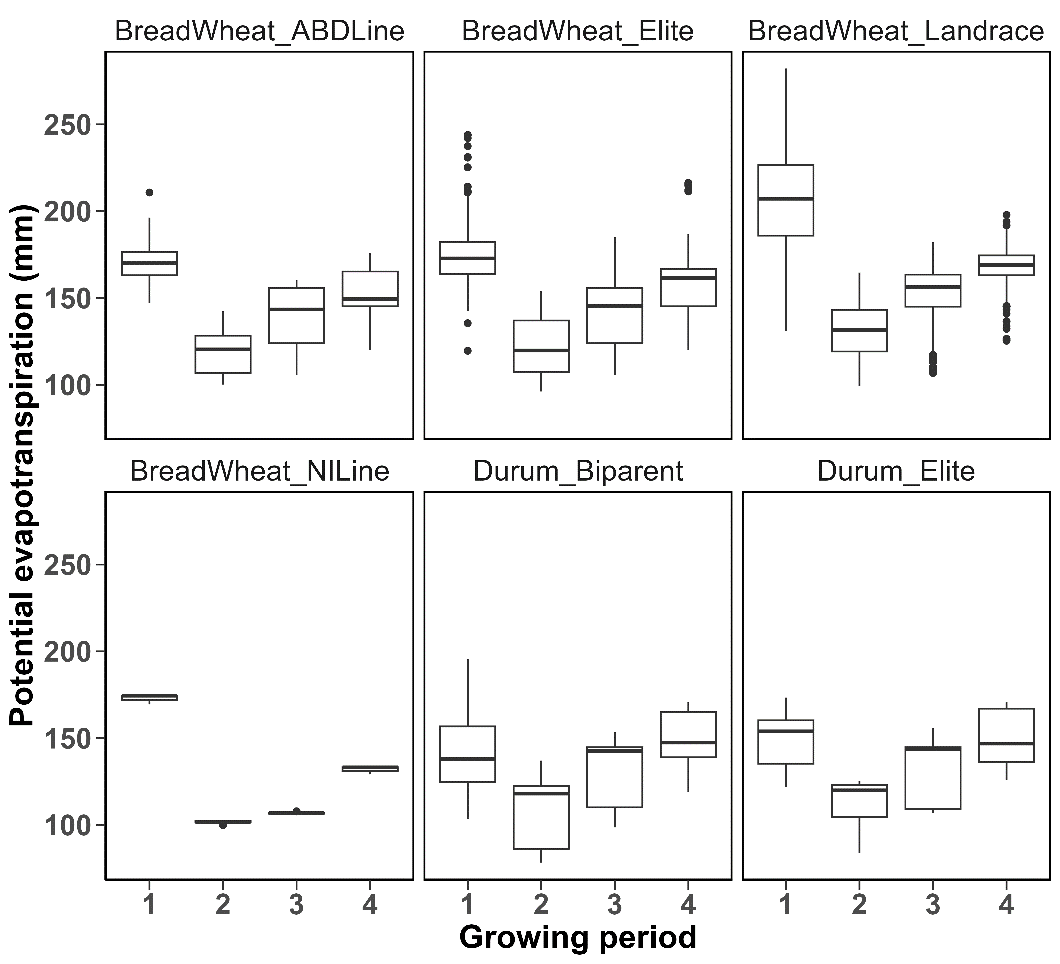 BreadWheat_ABDLine
BreadWheat_Elite
BreadWheat_Landrace
250
200
150
100
BreadWheat_NILine
Durum_Biparent
Durum_Elite
250
200
150
100
Potential evapotranspiration (mm)
1 2 3 4
1 2 3 4
1 2 3 4
Growing period